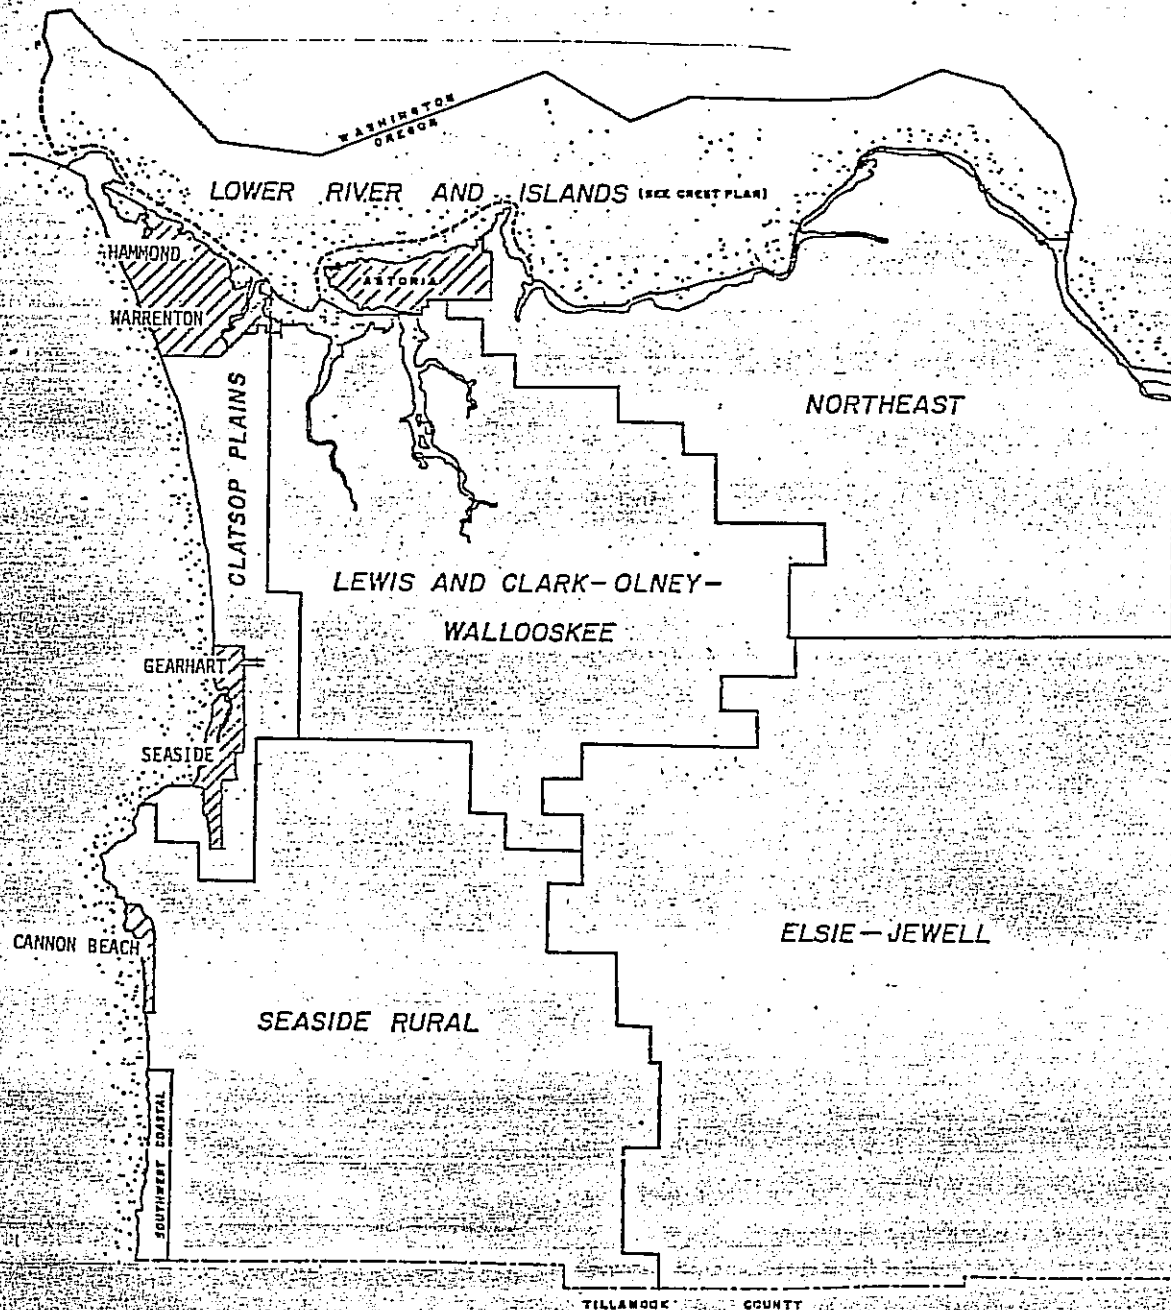 WASHINGTON
OREGON
LOWER RIVER AND ISLANDS (SEE CREST PLAN)
HAMMOND
ASTORIA
WARRENTON
CLATSOP PLAINS
NORTHEAST
LEWIS AND CLARK-OLNEY-
WALLOOSKEE
GEARHART
SEASIDE
CANNON BEACH
ELSIE-JEWELL
SEASIDE RURAL
SOUTHWEST COASTAL
TILLAMOOK COUNTY